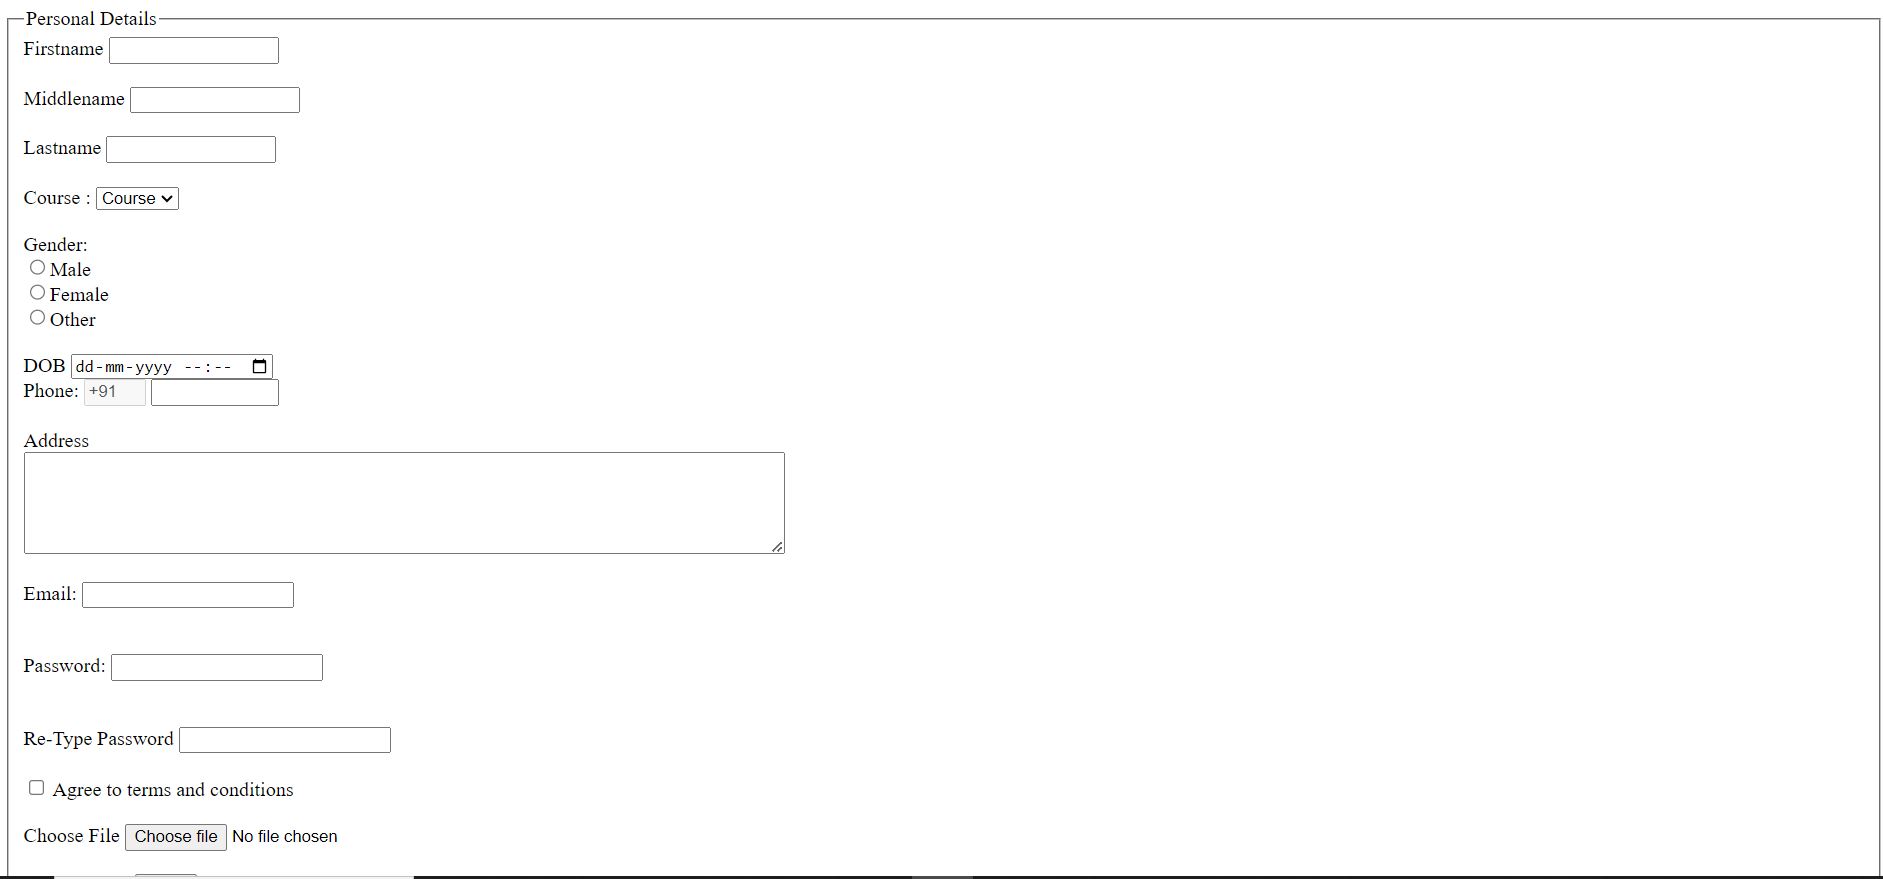 Personal Details
Firstname
Middlename
Lastname
Course : Course
Gender:
Male
Female
Other
DOB dd-mm-yyyy --:--
Phone: +91
Address
Email:
Password:
Re-Type Password
Agree to terms and conditions
Choose File Choose file No file chosen